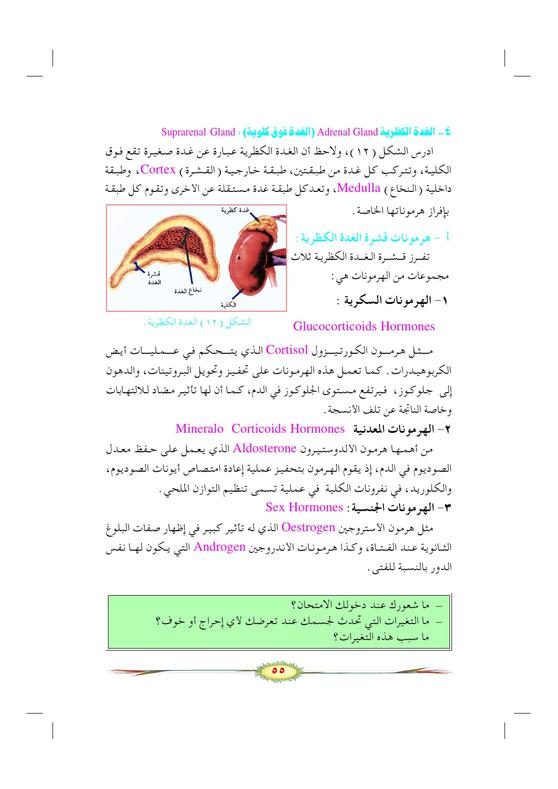 ٤ـ الغدة الكظرية Adrenal Gland (الغدة فوق كلوية) : Suprarenal Gland
ادرس الشكل (١٢)، ولاحظ أن الغدة الكظرية عبارة عن غدة صغيرة تقع فوق
الكلية، وتتركب كل غدة من طبقتين، طبقة خارجية (القشرة) Cortex، وطبقة
داخلية (النخاع) Medulla، وتعد كل طبقة غدة مستقلة عن الأخرى وتقوم كل طبقة
بإفراز هرموناتها الخاصة.
أ - هرمونات قشرة الغدة الكظرية :
تفرز قشرة الغدة الكظرية ثلاث
مجموعات من الهرمونات هي :
١- الهرمونات السكرية :
Glucocorticoids Hormones
غدة كظرية
قشرة
الغدة
نخاع الغدة
الكلية
الشكل (١٢) الغدة الكظرية .
مثل هرمون الكورتيزول Cortisol الذي يتحكم في عمليات أيض
الكربوهيدرات. كما تعمل هذه الهرمونات على تحفيز وتحويل البروتينات، والدهون
إلى جلوكوز، فيرتفع مستوى الجلوكوز في الدم، كما أن لها تأثير مضاد للالتهابات
وخاصة الناتجة عن تلف الأنسجة.
٢- الهرمونات المعدنية Mineralo Corticoids Hormones
من أهمها هرمون الألدوستيرون Aldosterone الذي يعمل على حفظ معدل
الصوديوم في الدم، إذ يقوم الهرمون بتحفيز عملية إعادة امتصاص أيونات الصوديوم،
والكلوريد، في نفرونات الكلية في عملية تسمى تنظيم التوازن الملحي.
٣- الهرمونات الجنسية : Sex Hormones
مثل هرمون الأستروجين Oestrogen الذي له تأثير كبير في إظهار صفات البلوغ
الثانوية عند الفتاة، وكذا هرمونات الاندروجين Androgen التي يكون لها نفس
الدور بالنسبة للفتى.
– ما شعورك عند دخولك الامتحان؟
– ما التغيرات التي تحدث لجسمك عند تعرضك لأي إحراج أو خوف؟
ما سبب هذه التغيرات؟
٥٥